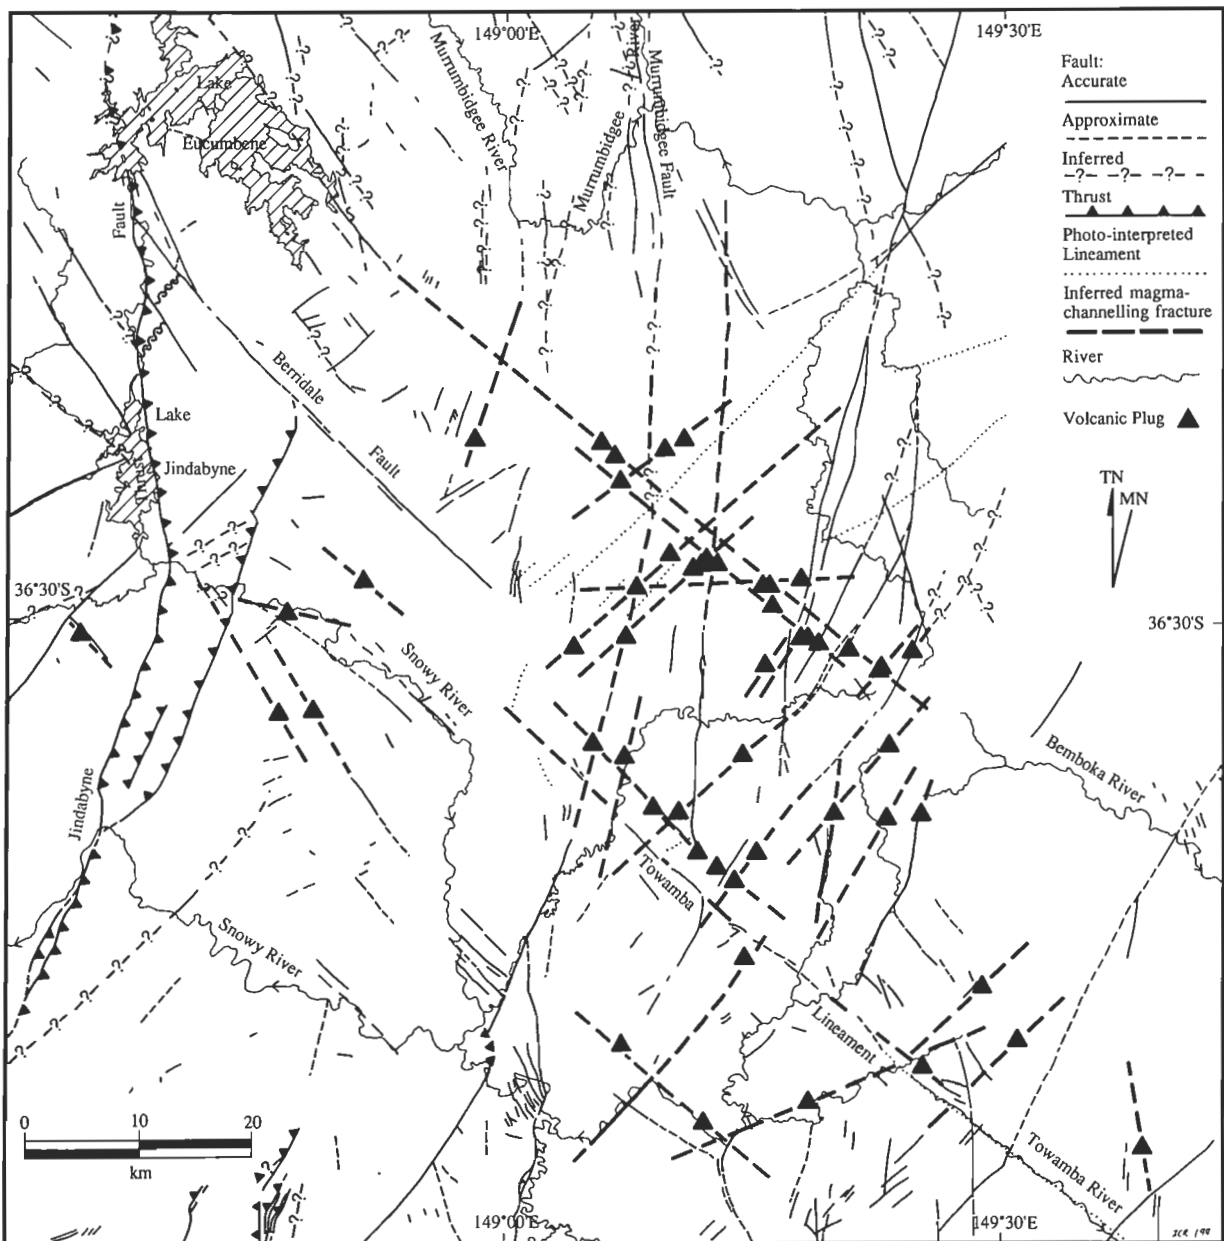 149°00'E
149°30'E
Fault:
Accurate
Approximate
Inferred
-?- -?- -?-
Thrust
Photo-interpreted
Lineament
Inferred magma-
channelling fracture
River
Volcanic Plug
TN
MN
Lake
Eucumbene
Murrumbidgee River
Murrumbidgee
River
Murrumbidgee Fault
Fault
Berridale
Fault
Lake
Jindabyne
Thrust
36°30'S
36°30'S
Snowy River
Jindabyne
Bemboka River
Towamba
Snowy River
Lineament
0
10
20
km
Towamba River
149°00'E
149°30'E